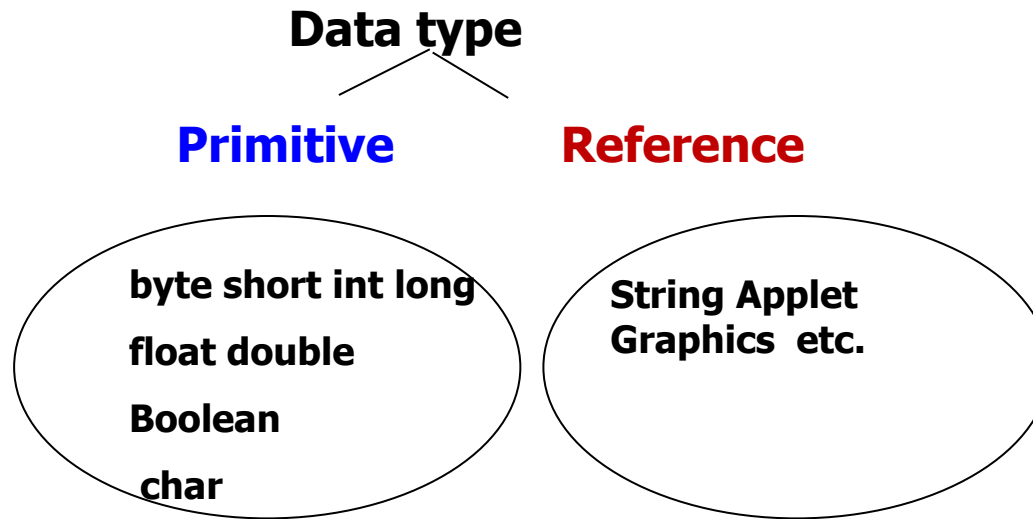 Data type
Primitive
Reference
byte short int long
float double
Boolean
char
String Applet
Graphics etc.